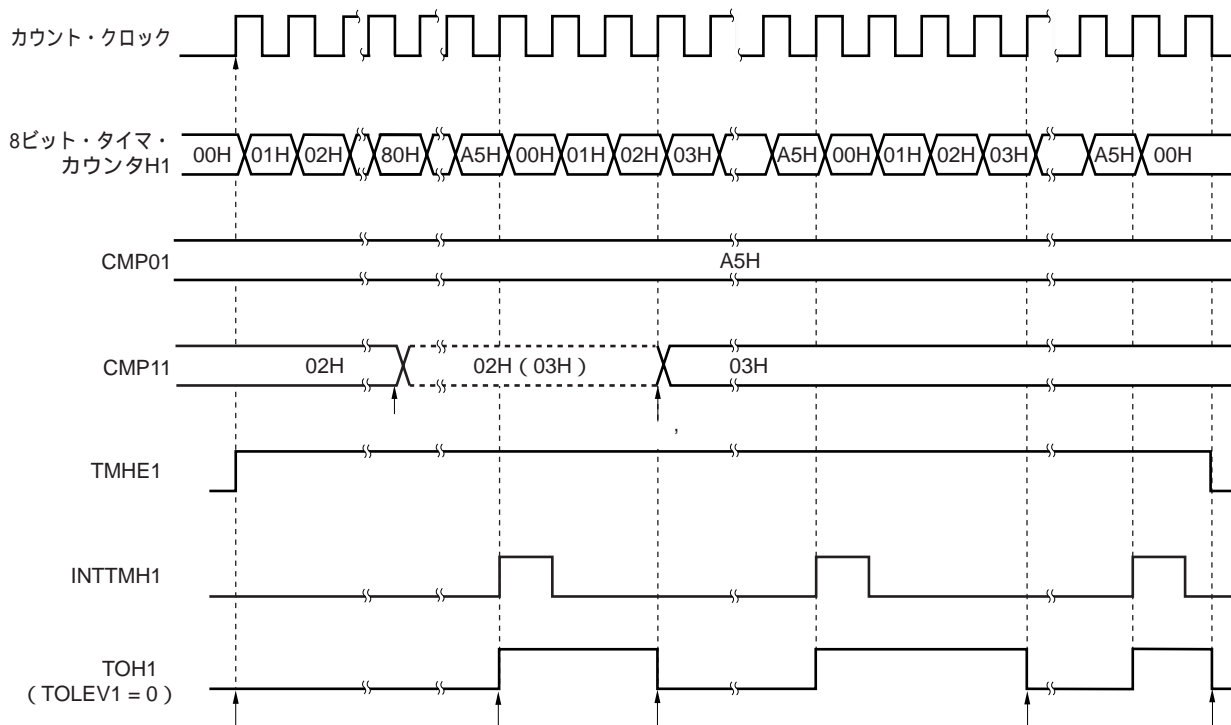 カウント・クロック
8ビット・タイマ・
カウンタH1
00H 01H 02H 80H A5H 00H 01H 02H 03H A5H 00H 01H 02H 03H A5H 00H
CMP01
A5H
CMP11
02H
02H（03H）
03H
,
TMHE1
INTTMH1
TOH1
（TOLEV1 = 0）